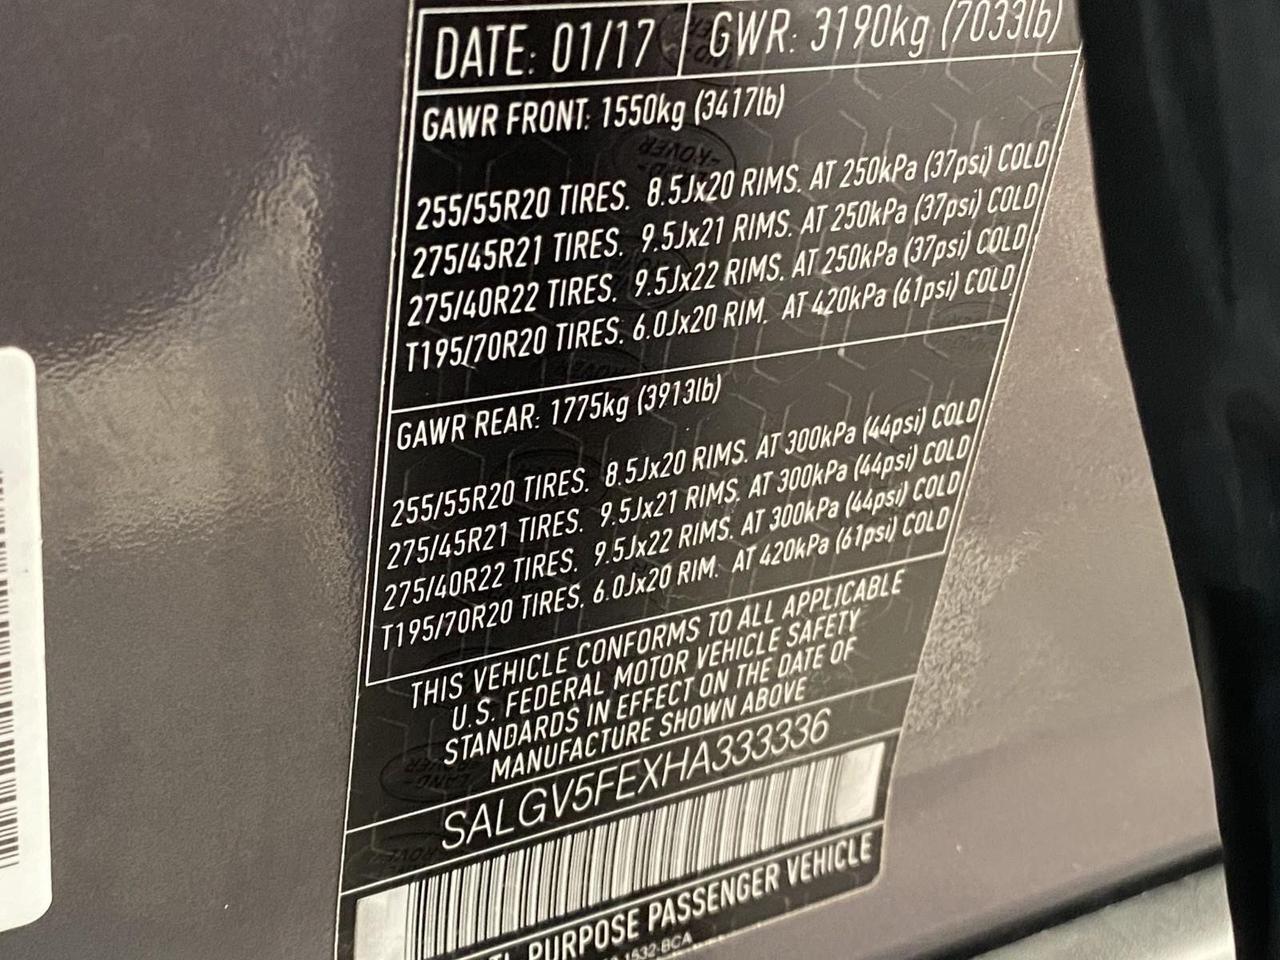 DATE: 01/17 GWR: 3190kg (7033lb)
GAWR FRONT: 1550kg (3417lb)
255/55R20 TIRES. 8.5Jx20 RIMS. AT 250kPa (37psi) COLD
275/45R21 TIRES. 9.5Jx21 RIMS. AT 250kPa (37psi) COLD
275/40R22 TIRES. 9.5Jx22 RIMS. AT 250kPa (37psi) COLD
T195/70R20 TIRES. 6.0Jx20 RIM. AT 420kPa (61psi) COLD
GAWR REAR: 1775kg (3913lb)
255/55R20 TIRES. 8.5Jx20 RIMS. AT 300kPa (44psi) COLD
275/45R21 TIRES. 9.5Jx21 RIMS. AT 300kPa (44psi) COLD
275/40R22 TIRES. 9.5Jx22 RIMS. AT 300kPa (44psi) COLD
T195/70R20 TIRES. 6.0Jx20 RIM. AT 420kPa (61psi) COLD
THIS VEHICLE CONFORMS TO ALL APPLICABLE
U.S. FEDERAL MOTOR VEHICLE SAFETY
STANDARDS IN EFFECT ON THE DATE OF
MANUFACTURE SHOWN ABOVE
SALGV5FEXHA333336
PURPOSE PASSENGER VEHICLE
1532-BCA